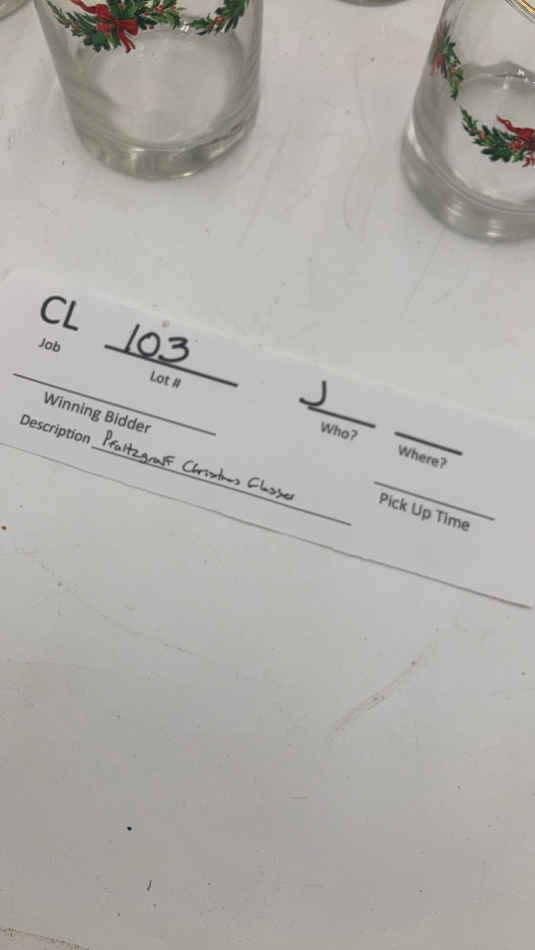 CL 103 J
Job Lot # Who? Where?
Winning Bidder
Description Pfaltzgraff Christmas Glasses
Pick Up Time